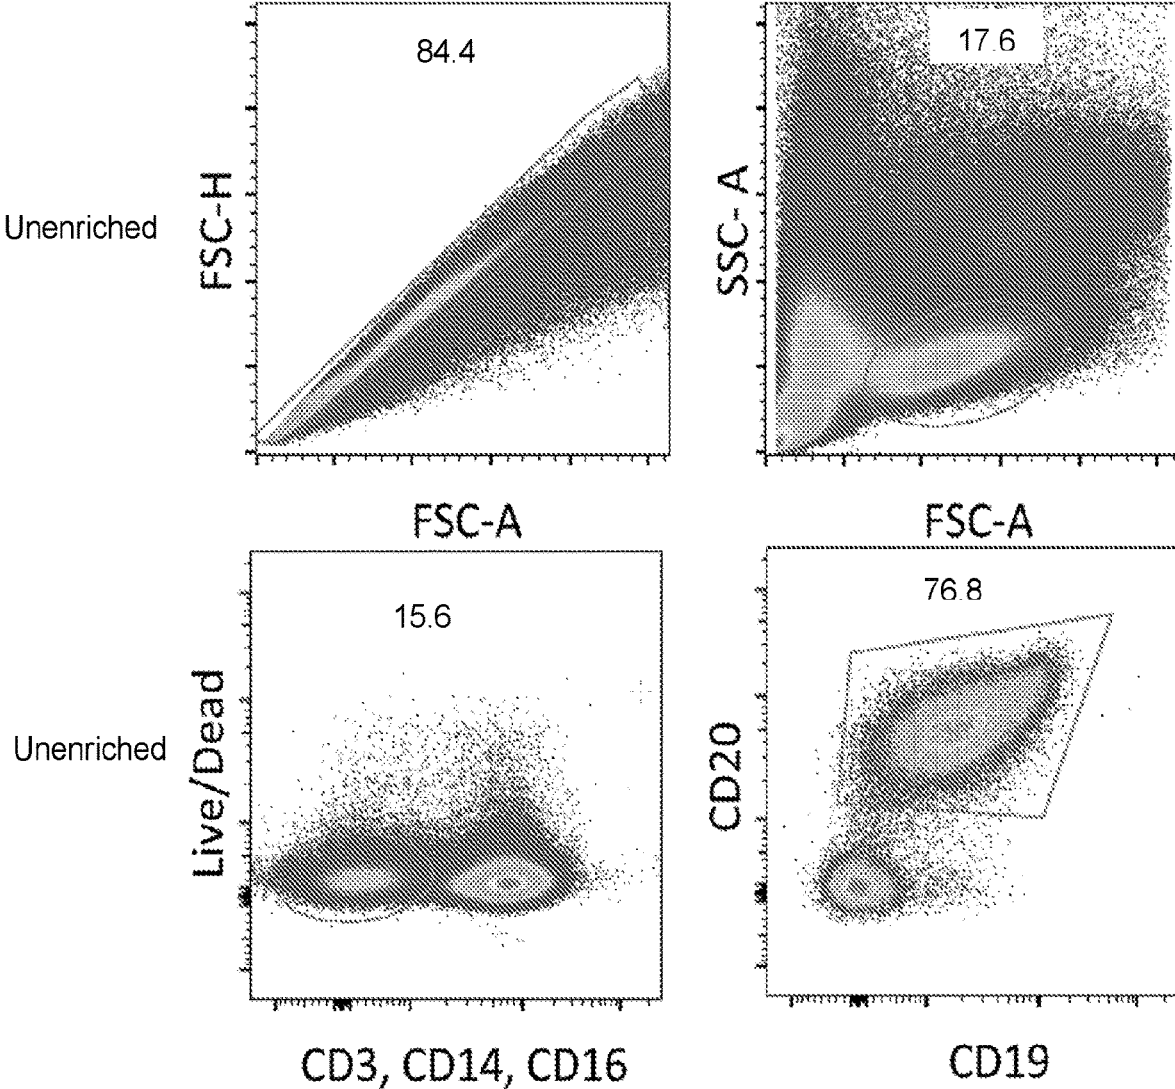 84.4
17.6
Unenriched
FSC-H
SSC- A
FSC-A
FSC-A
15.6
76.8
Unenriched
Live/Dead
CD20
CD3, CD14, CD16
CD19